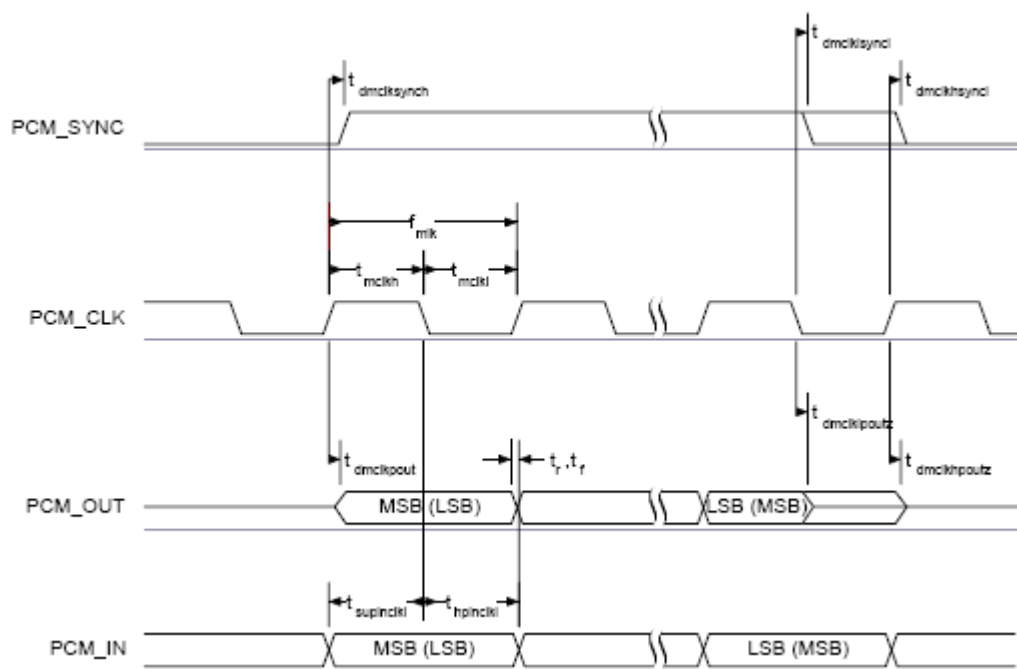 t dmclklsyncl
t dmclksynch
t dmclkhsyncl
PCM_SYNC
f mlk
t mclkh
t mclkl
PCM_CLK
t dmclklpoutz
t dmclkpout
t r ,t f
t dmclkhpoutz
PCM_OUT
MSB (LSB)
LSB (MSB)
t supinclkl
t hpinclkl
PCM_IN
MSB (LSB)
LSB (MSB)